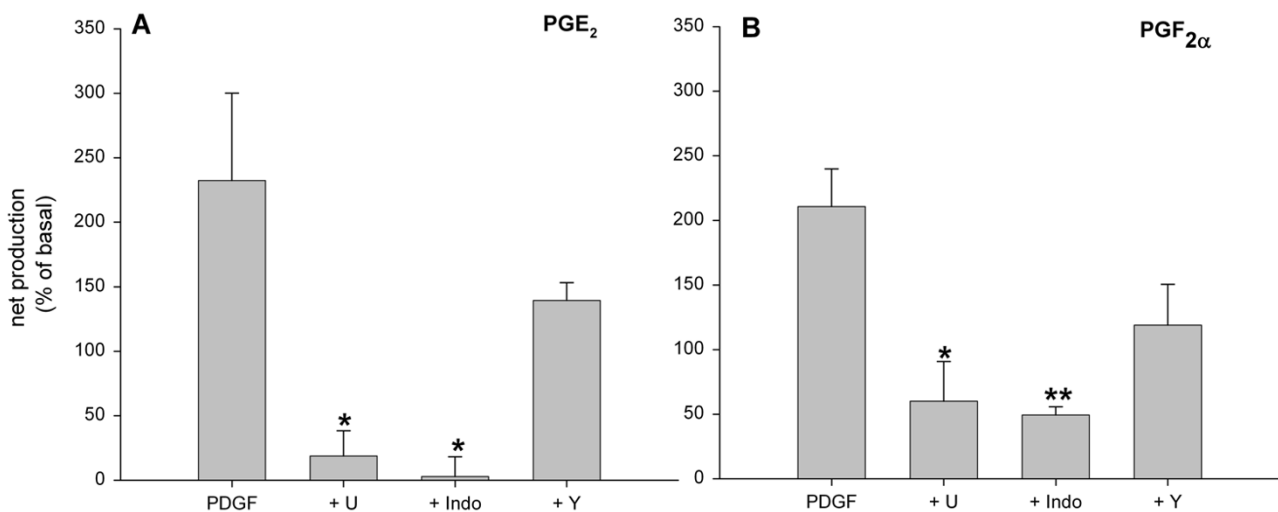 A
PGE2
net production
(% of basal)
350
300
250
200
150
100
50
0
*
*
PDGF
+ U
+ Indo
+ Y
B
PGF2α
350
300
250
200
150
100
50
0
*
**
PDGF
+ U
+ Indo
+ Y